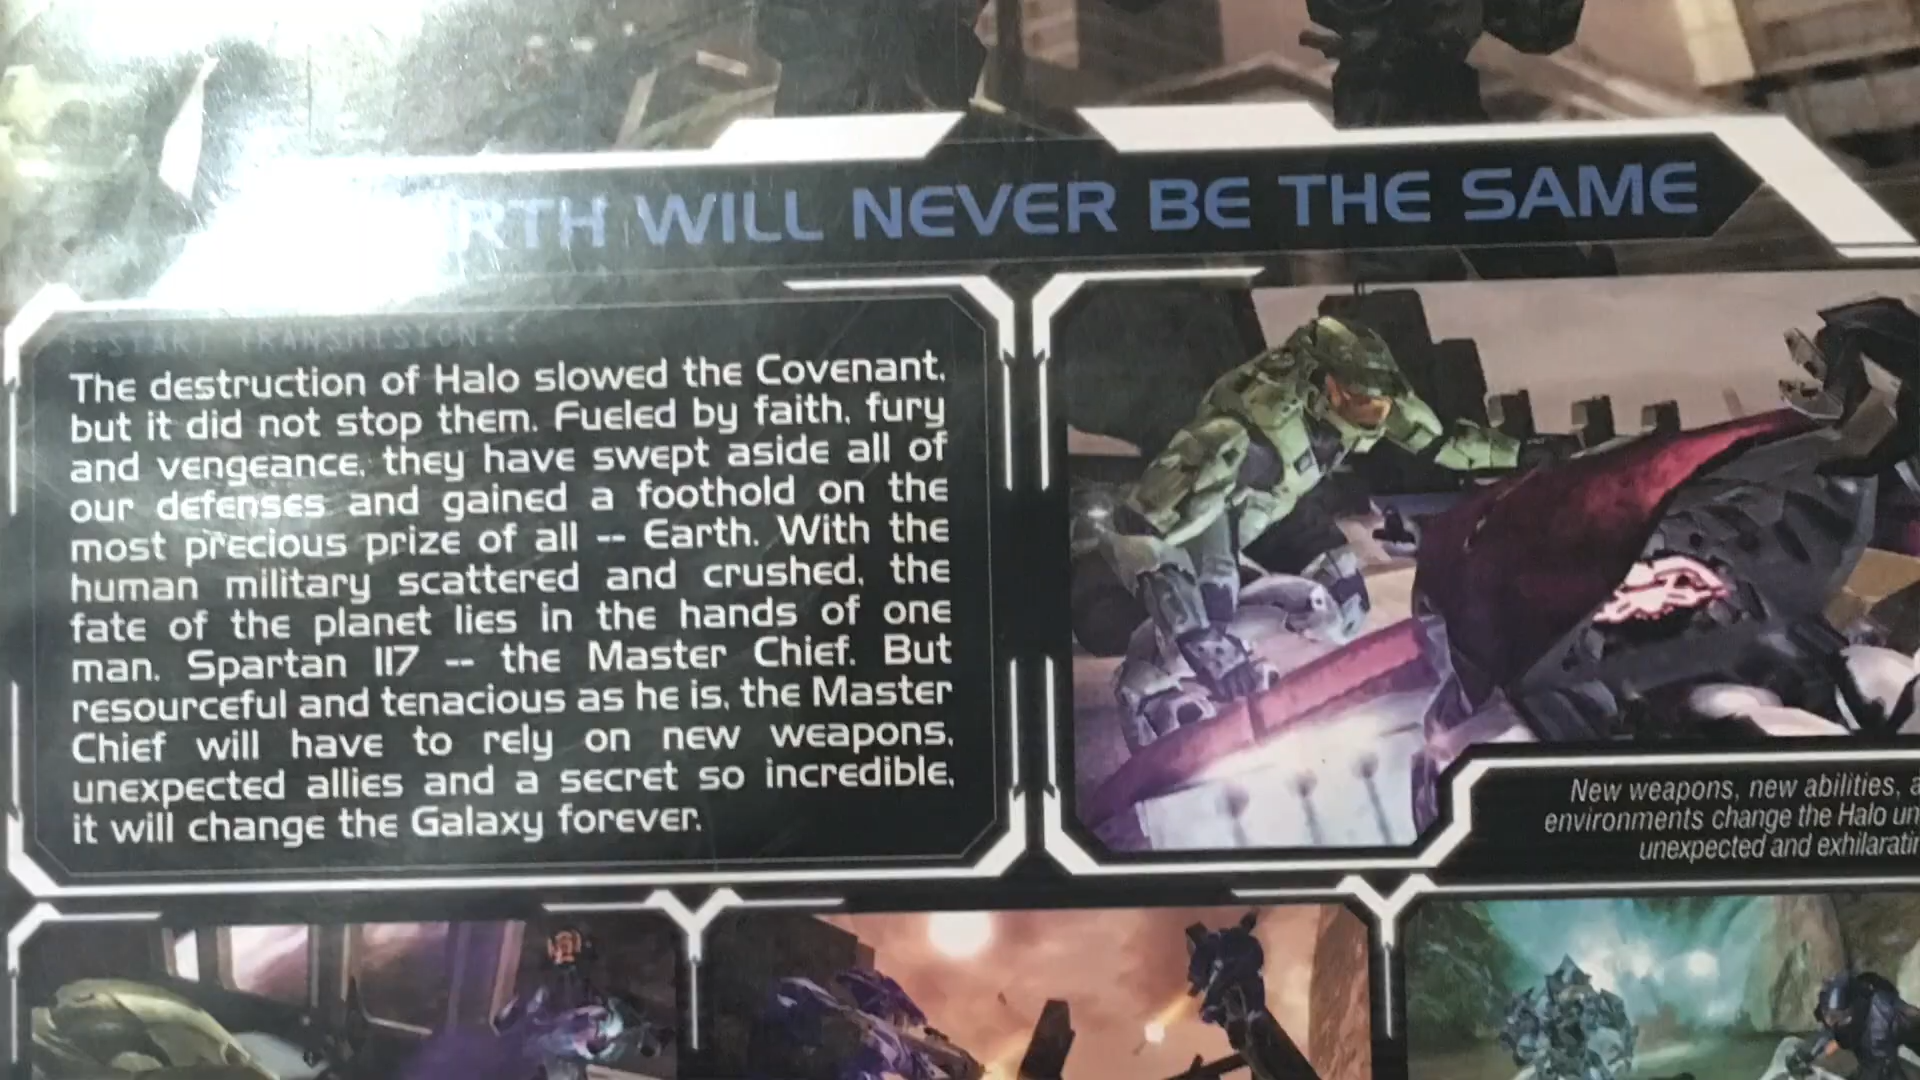 WILL NEVER BE THE SAME
START TRANSMISSION::
The destruction of Halo slowed the Covenant,
but it did not stop them. Fueled by faith, fury
and vengeance, they have swept aside all of
our defenses and gained a foothold on the
most precious prize of all -- Earth. With the
human military scattered and crushed, the
fate of the planet lies in the hands of one
man, Spartan 117 -- the Master Chief. But
resourceful and tenacious as he is, the Master
Chief will have to rely on new weapons,
unexpected allies and a secret so incredible,
it will change the Galaxy forever.
New weapons, new abilities,
environments change the Halo
unexpected and